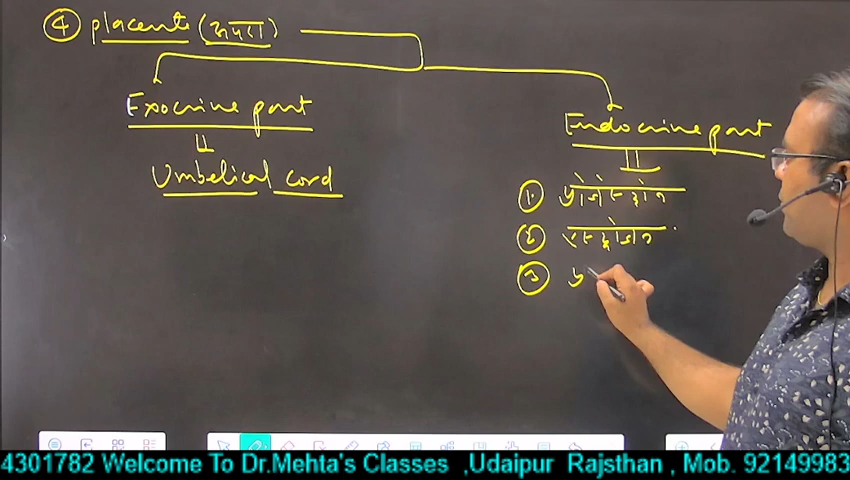 ④ placente (अपरा)
Exocrine part
Endocrine part
Umbelical cord
① प्रोजेस्ट्रोन
② एस्ट्रोजन
③ प्र
4301782 Welcome To Dr.Mehta's Classes ,Udaipur Rajsthan , Mob. 92149983